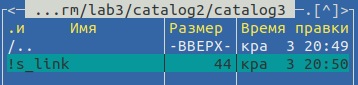 <— ...rm/lab3/catalog2/catalog3 —.[^]>
.и Имя Размер Время правки
/.. -ВВЕРХ- кра 3 20:49
!s_link 44 кра 3 20:50